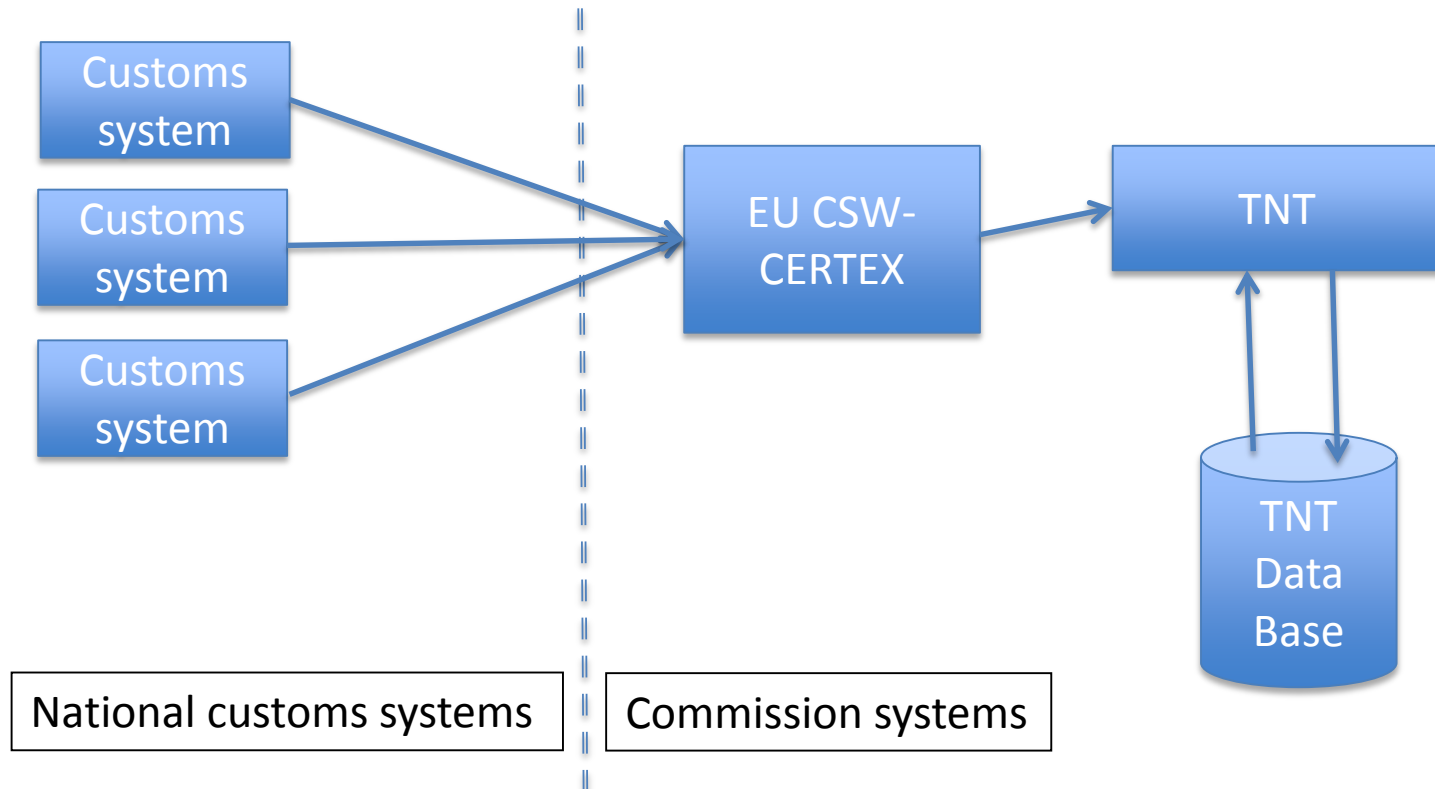 Customs
system
Customs
system
Customs
system
EU CSW-
CERTEX
TNT
TNT
Data
Base
National customs systems
Commission systems